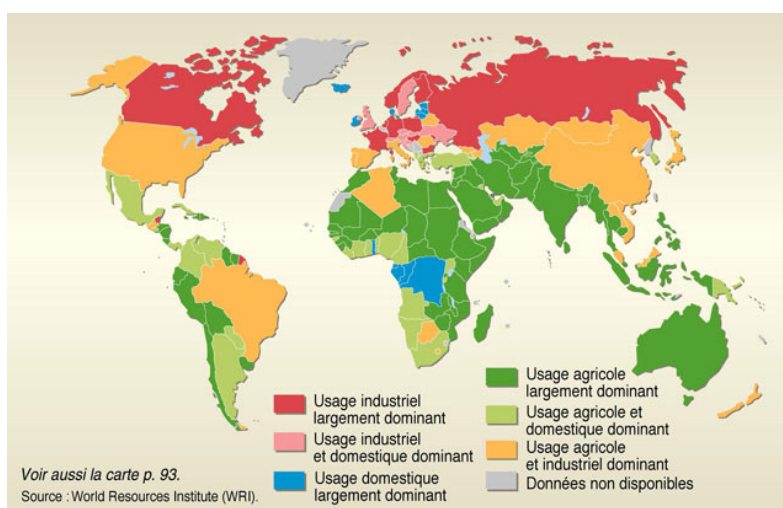 Usage industriel
largement dominant
Usage industriel
et domestique dominant
Usage domestique
largement dominant
Usage agricole
largement dominant
Usage agricole et
domestique dominant
Usage agricole
et industriel dominant
Données non disponibles
Voir aussi la carte p. 93.
Source : World Resources Institute (WRI).